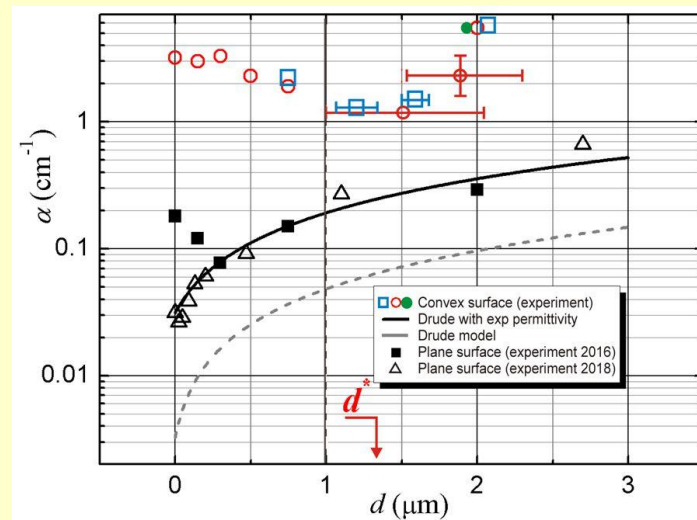 α (cm⁻¹)
10
1
0.1
0.01
Convex surface (experiment)
Drude with exp permittivity
Drude model
Plane surface (experiment 2016)
Plane surface (experiment 2018)
d*
0 1 2 3
d (μm)